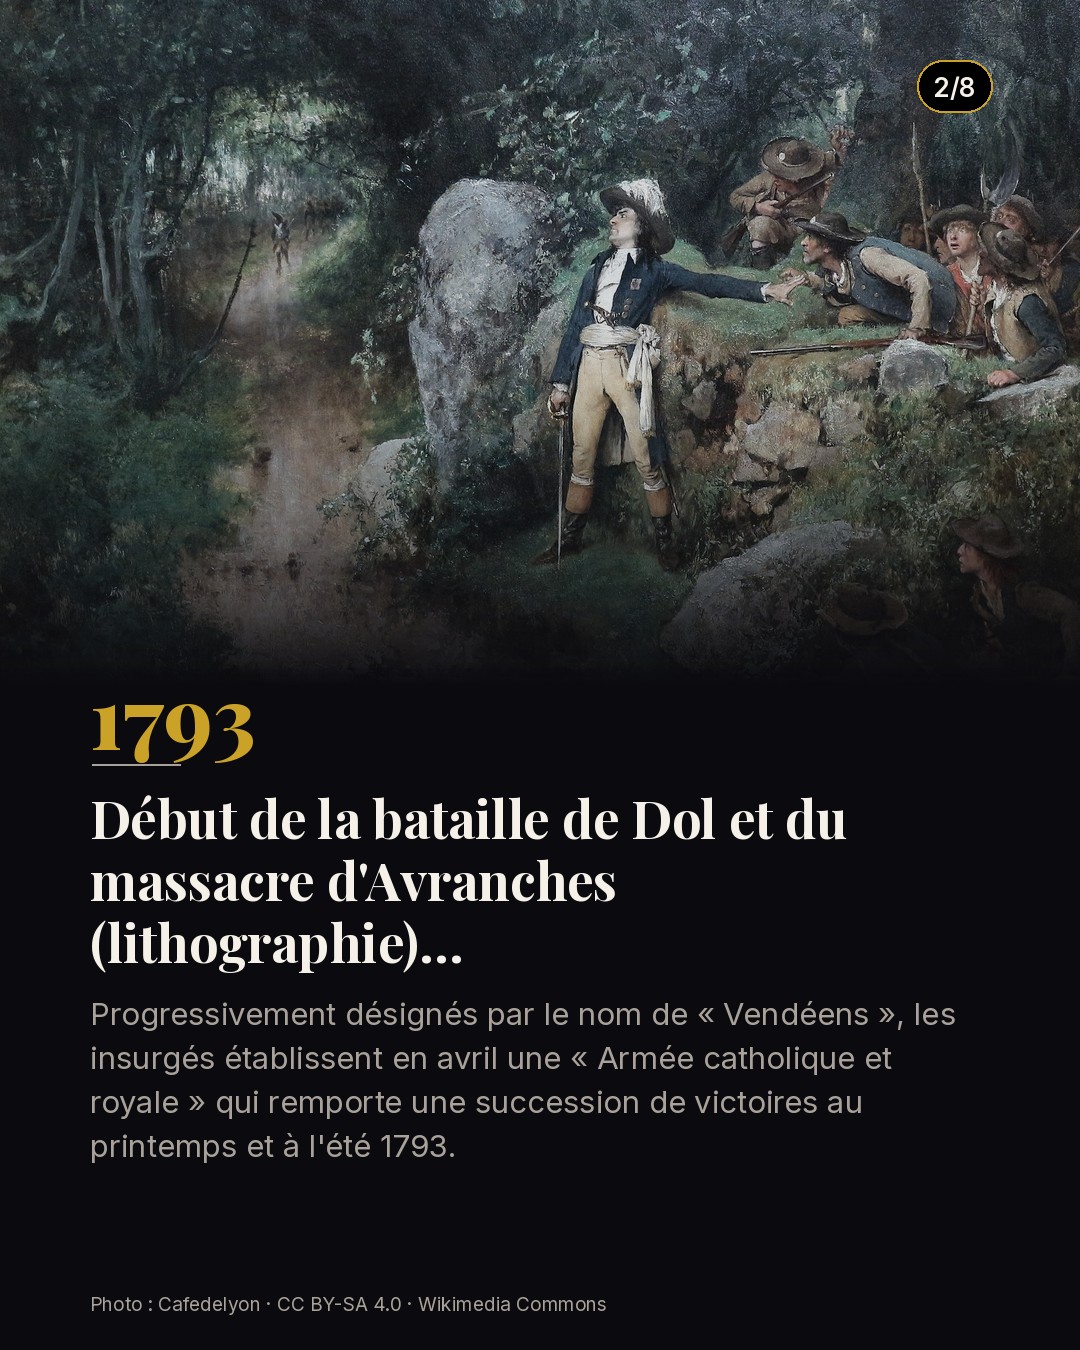 2/8
1793
Début de la bataille de Dol et du
massacre d'Avranches
(lithographie)...
Progressivement désignés par le nom de « Vendéens », les
insurgés établissent en avril une « Armée catholique et
royale » qui remporte une succession de victoires au
printemps et à l'été 1793.
Photo : Cafedelyon · CC BY-SA 4.0 · Wikimedia Commons